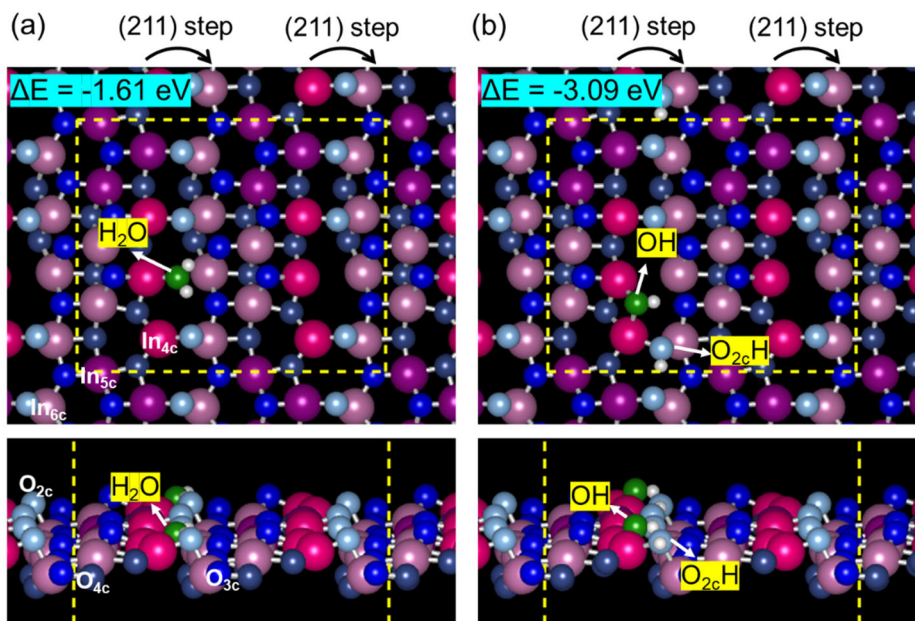 (a)
(211) step
(211) step
ΔE = -1.61 eV
H₂O
In₄c
In₅c
In₆c
O₂c
H₂O
O₄c
O₃c
(b)
(211) step
(211) step
ΔE = -3.09 eV
OH
O₂cH
OH
O₂cH